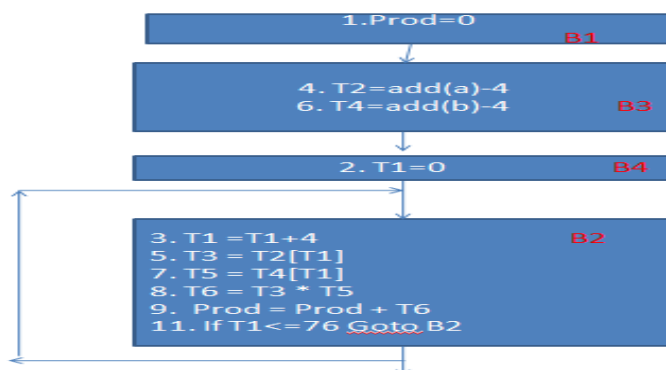 1.Prod=0
B1
4. T2=add(a)-4
6. T4=add(b)-4 B3
2. T1=0 B4
3. T1 =T1+4 B2
5. T3 = T2[T1]
7. T5 = T4[T1]
8. T6 = T3 * T5
9. Prod = Prod + T6
11. If T1<=76 Goto B2